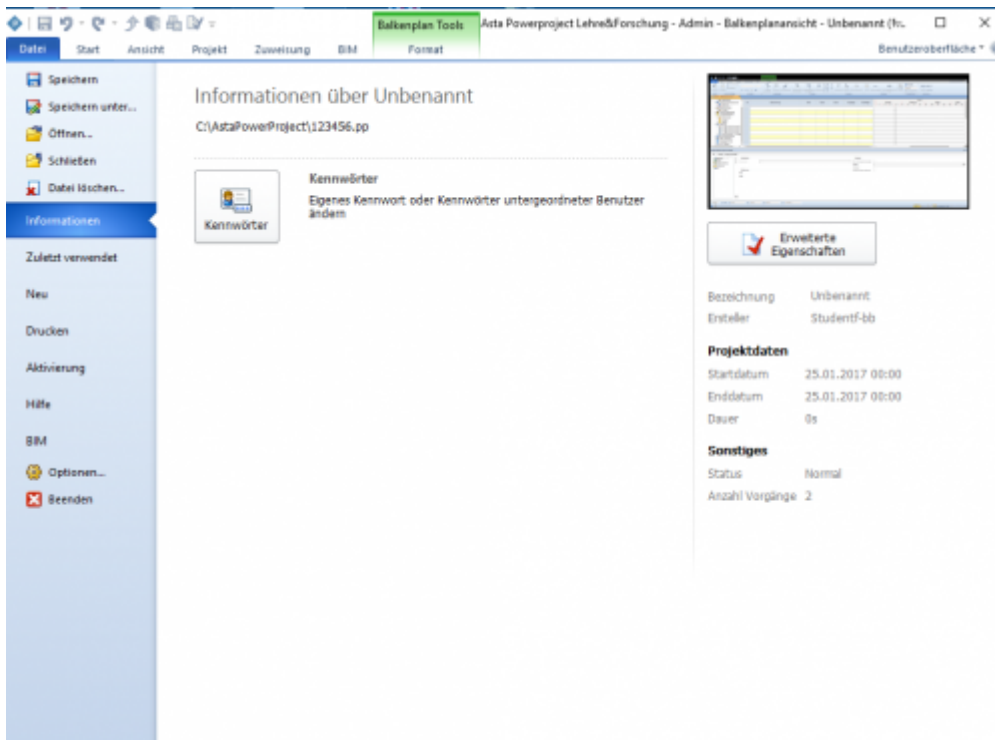 Balkenplan Tools
Asta Powerproject Lehre&Forschung - Admin - Balkenplanansicht - Unbenannt
Datei Start Ansicht Projekt Zuweisung BIM Format Benutzeroberfläche
Speichern
Speichern unter...
Öffnen...
Schließen
Datei löschen...
Informationen
Zuletzt verwendet
Neu
Drucken
Aktivierung
Hilfe
BIM
Optionen...
Beenden
Informationen über Unbenannt
C:\AstaPowerProject\123456.pp
Kennwörter
Kennwörter
Eigenes Kennwort oder Kennwörter untergeordneter Benutzer
ändern
Erweiterte
Eigenschaften
Bezeichnung Unbenannt
Ersteller Studentf-bb
Projektdaten
Startdatum 25.01.2017 00:00
Enddatum 25.01.2017 00:00
Dauer 0s
Sonstiges
Status Normal
Anzahl Vorgänge 2